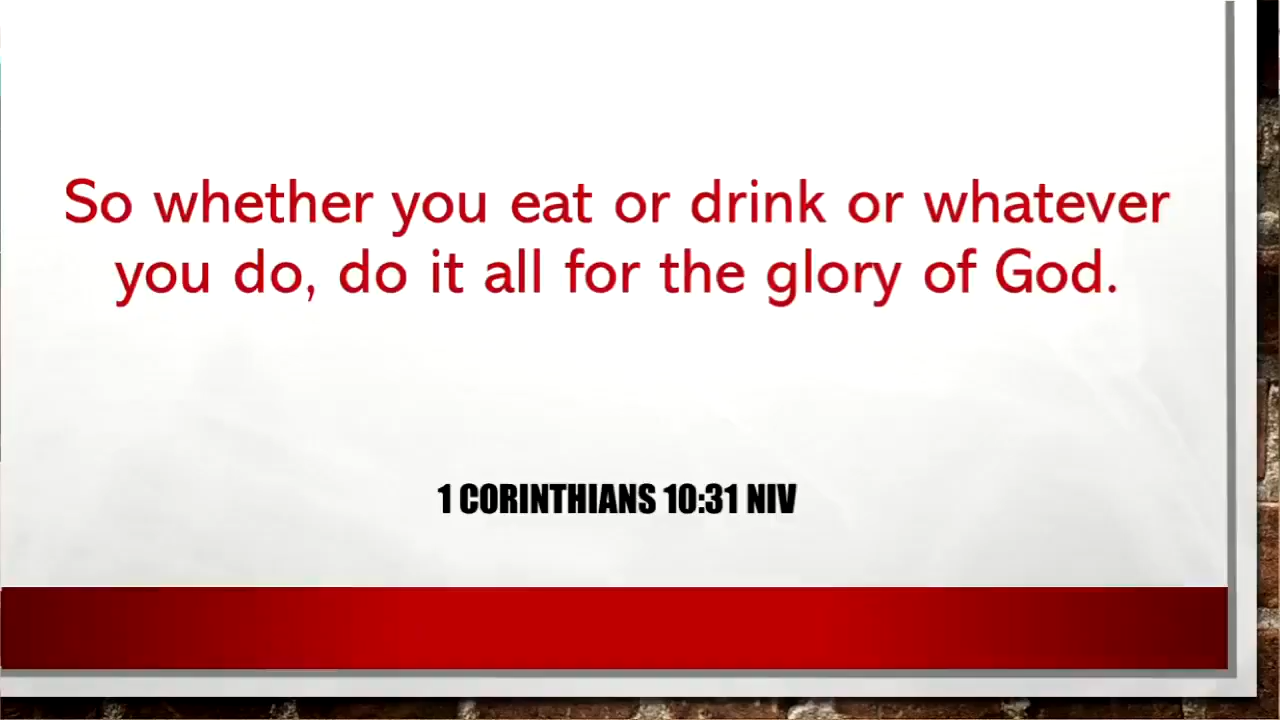 So whether you eat or drink or whatever
you do, do it all for the glory of God.
1 CORINTHIANS 10:31 NIV